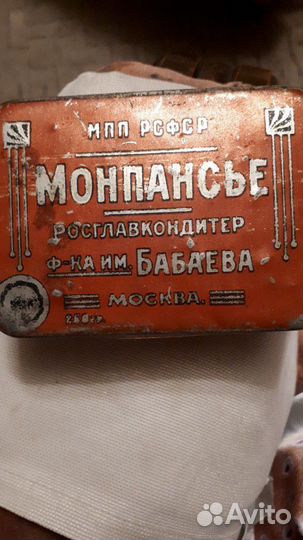 МПП РСФСР
МОНПАНСЬЕ
РОСГЛАВКОНДИТЕР
Ф-КА ИМ. БАБАЕВА
МОСКВА.
Avito